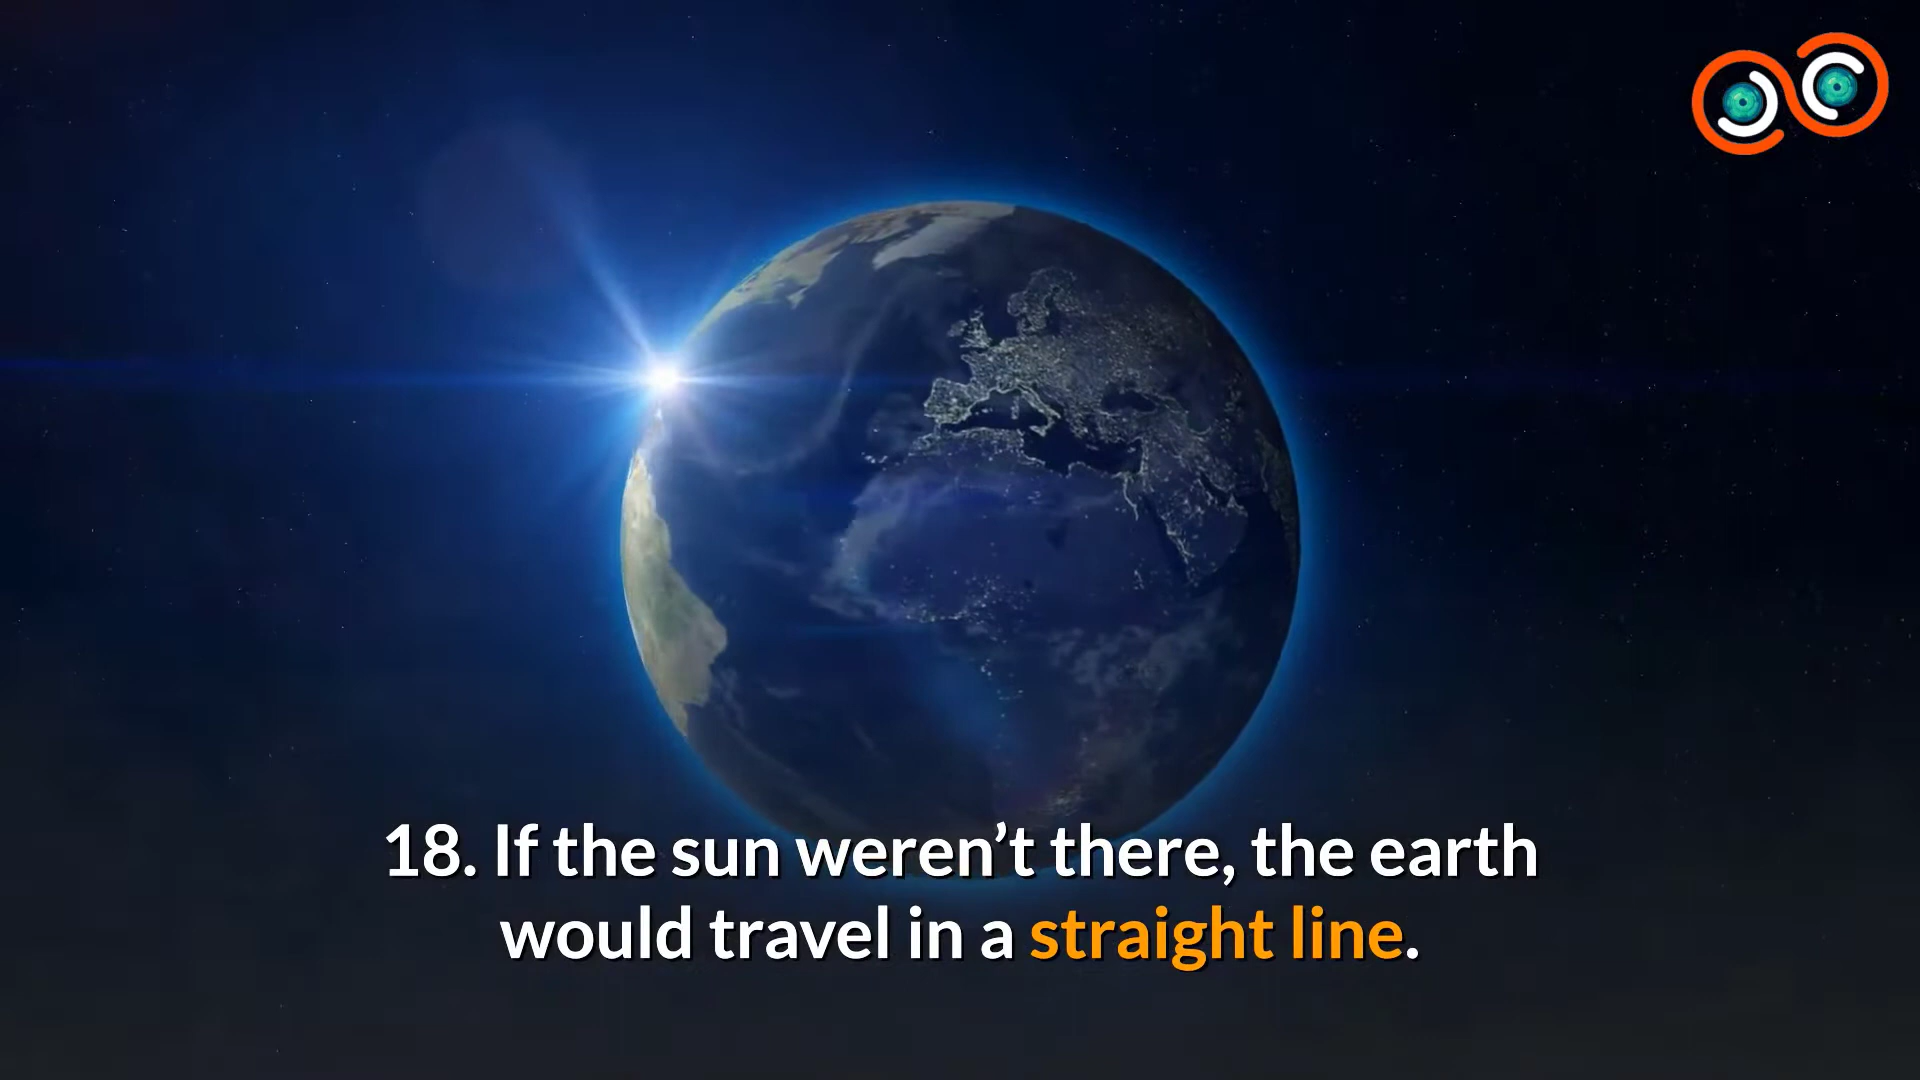 18. If the sun weren’t there, the earth
would travel in a straight line.